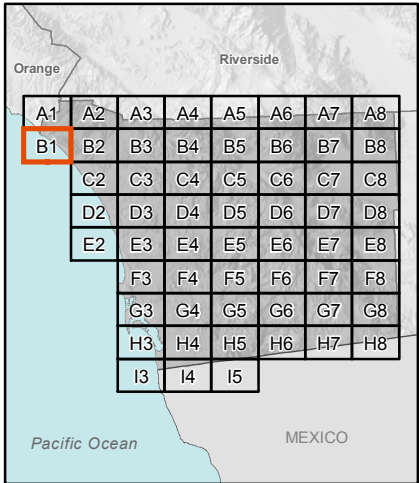 Riverside
Orange
A1 A2 A3 A4 A5 A6 A7 A8
B1 B2 B3 B4 B5 B6 B7 B8
C2 C3 C4 C5 C6 C7 C8
D2 D3 D4 D5 D6 D7 D8
E2 E3 E4 E5 E6 E7 E8
F3 F4 F5 F6 F7 F8
G3 G4 G5 G6 G7 G8
H3 H4 H5 H6 H7 H8
I3 I4 I5
Pacific Ocean MEXICO